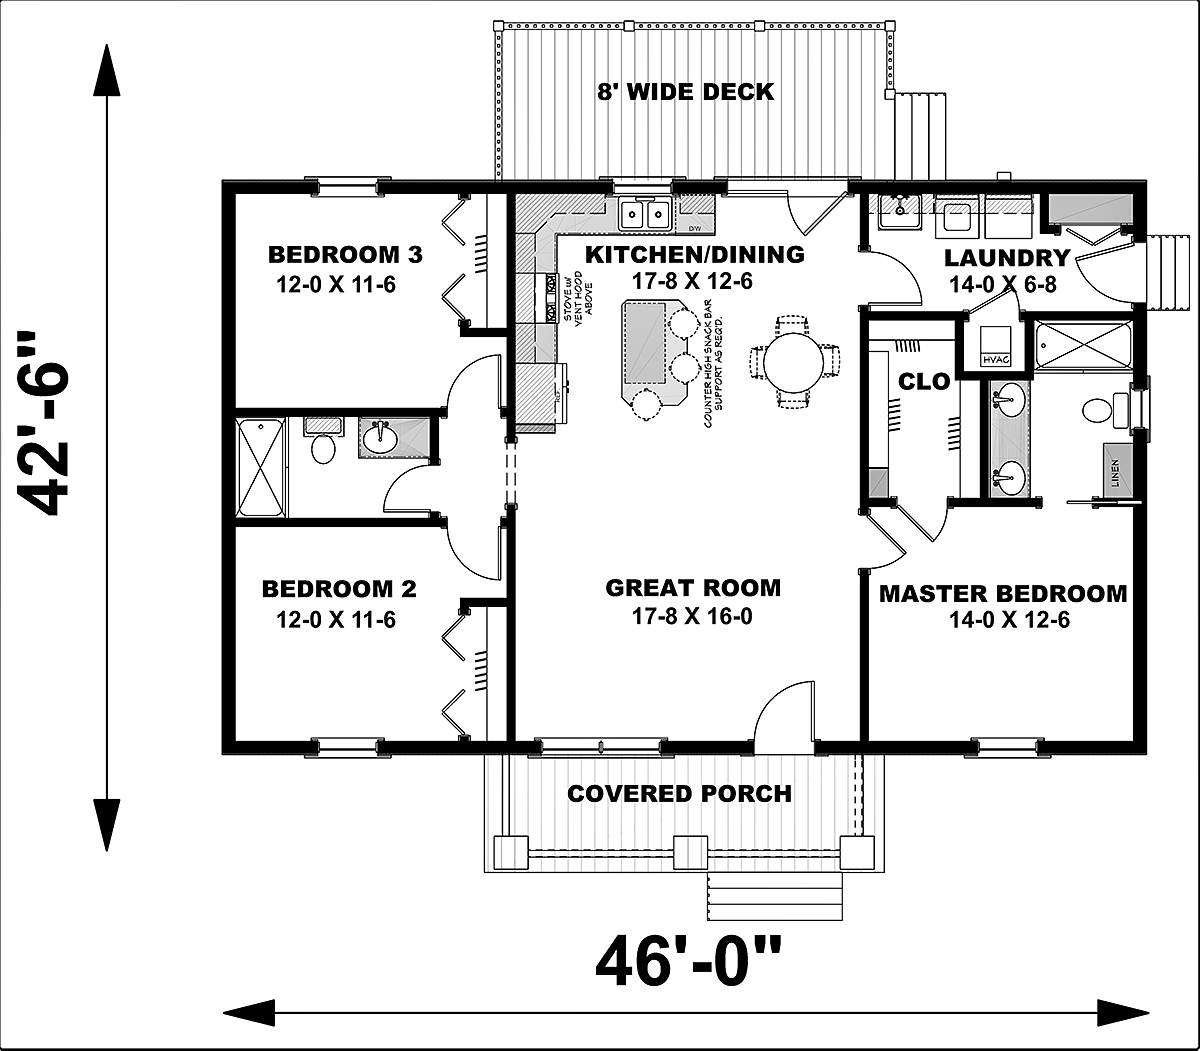 8' WIDE DECK
BEDROOM 3
12-0 X 11-6
KITCHEN/DINING
17-8 X 12-6
D/W
LAUNDRY
14-0 X 6-8
STOVE w/
VENT HOOD
ABOVE
COUNTER HIGH SNACK BAR
SUPPORT AS REQ'D.
HVAC
CLO
LINEN
42'-6"
BEDROOM 2
12-0 X 11-6
GREAT ROOM
17-8 X 16-0
MASTER BEDROOM
14-0 X 12-6
COVERED PORCH
46'-0"